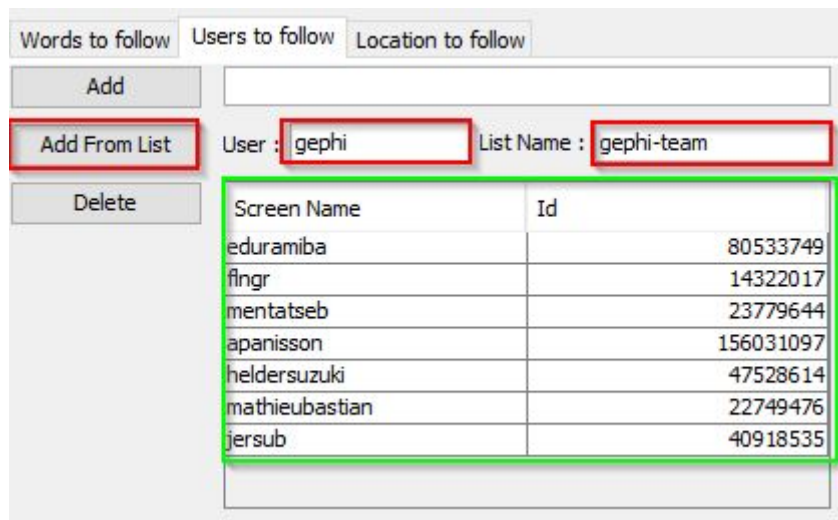 Words to follow Users to follow Location to follow
Add
Add From List User : gephi List Name : gephi-team
Delete
Screen Name Id
eduramiba 80533749
flngr 14322017
mentatseb 23779644
apanisson 156031097
heldersuzuki 47528614
mathieubastian 22749476
jersub 40918535